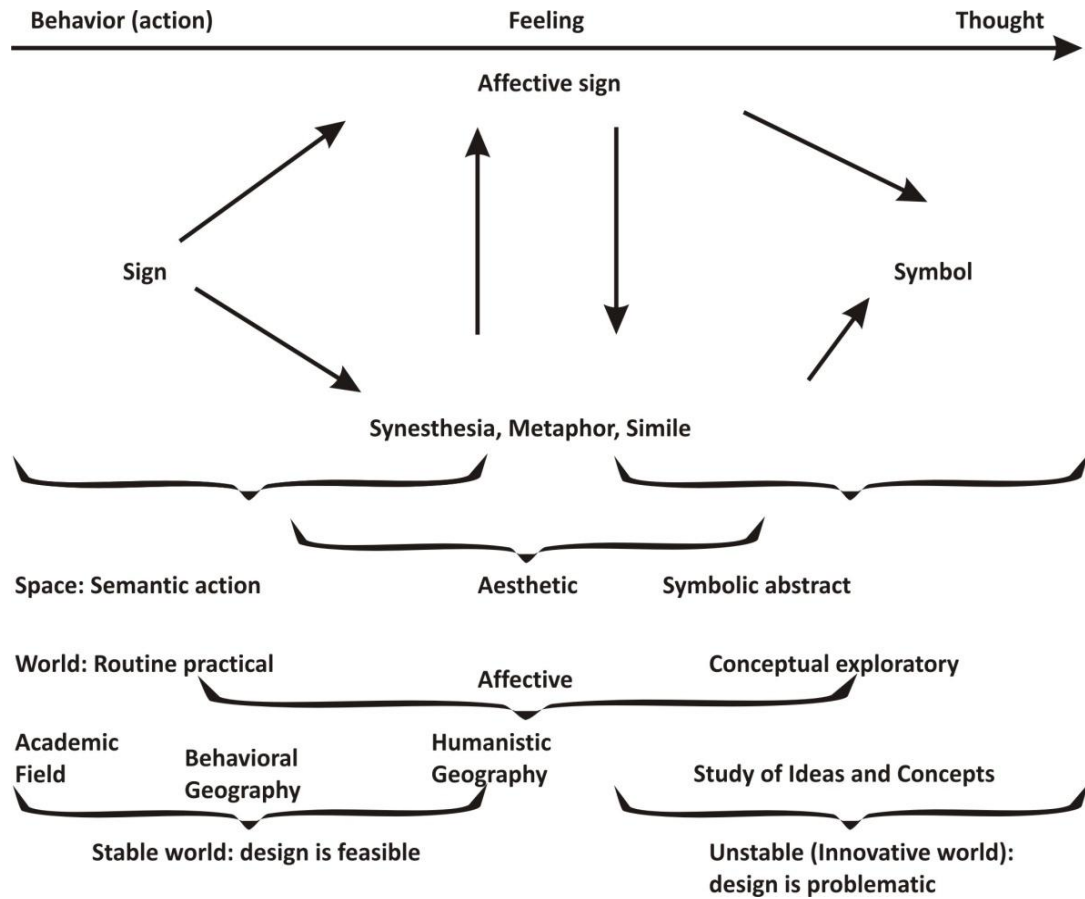 Behavior (action) Feeling Thought
Affective sign
Sign Symbol
Synesthesia, Metaphor, Simile
Space: Semantic action Aesthetic Symbolic abstract
World: Routine practical Affective Conceptual exploratory
Academic
Field
Behavioral
Geography
Humanistic
Geography
Study of Ideas and Concepts
Stable world: design is feasible
Unstable (Innovative world):
design is problematic